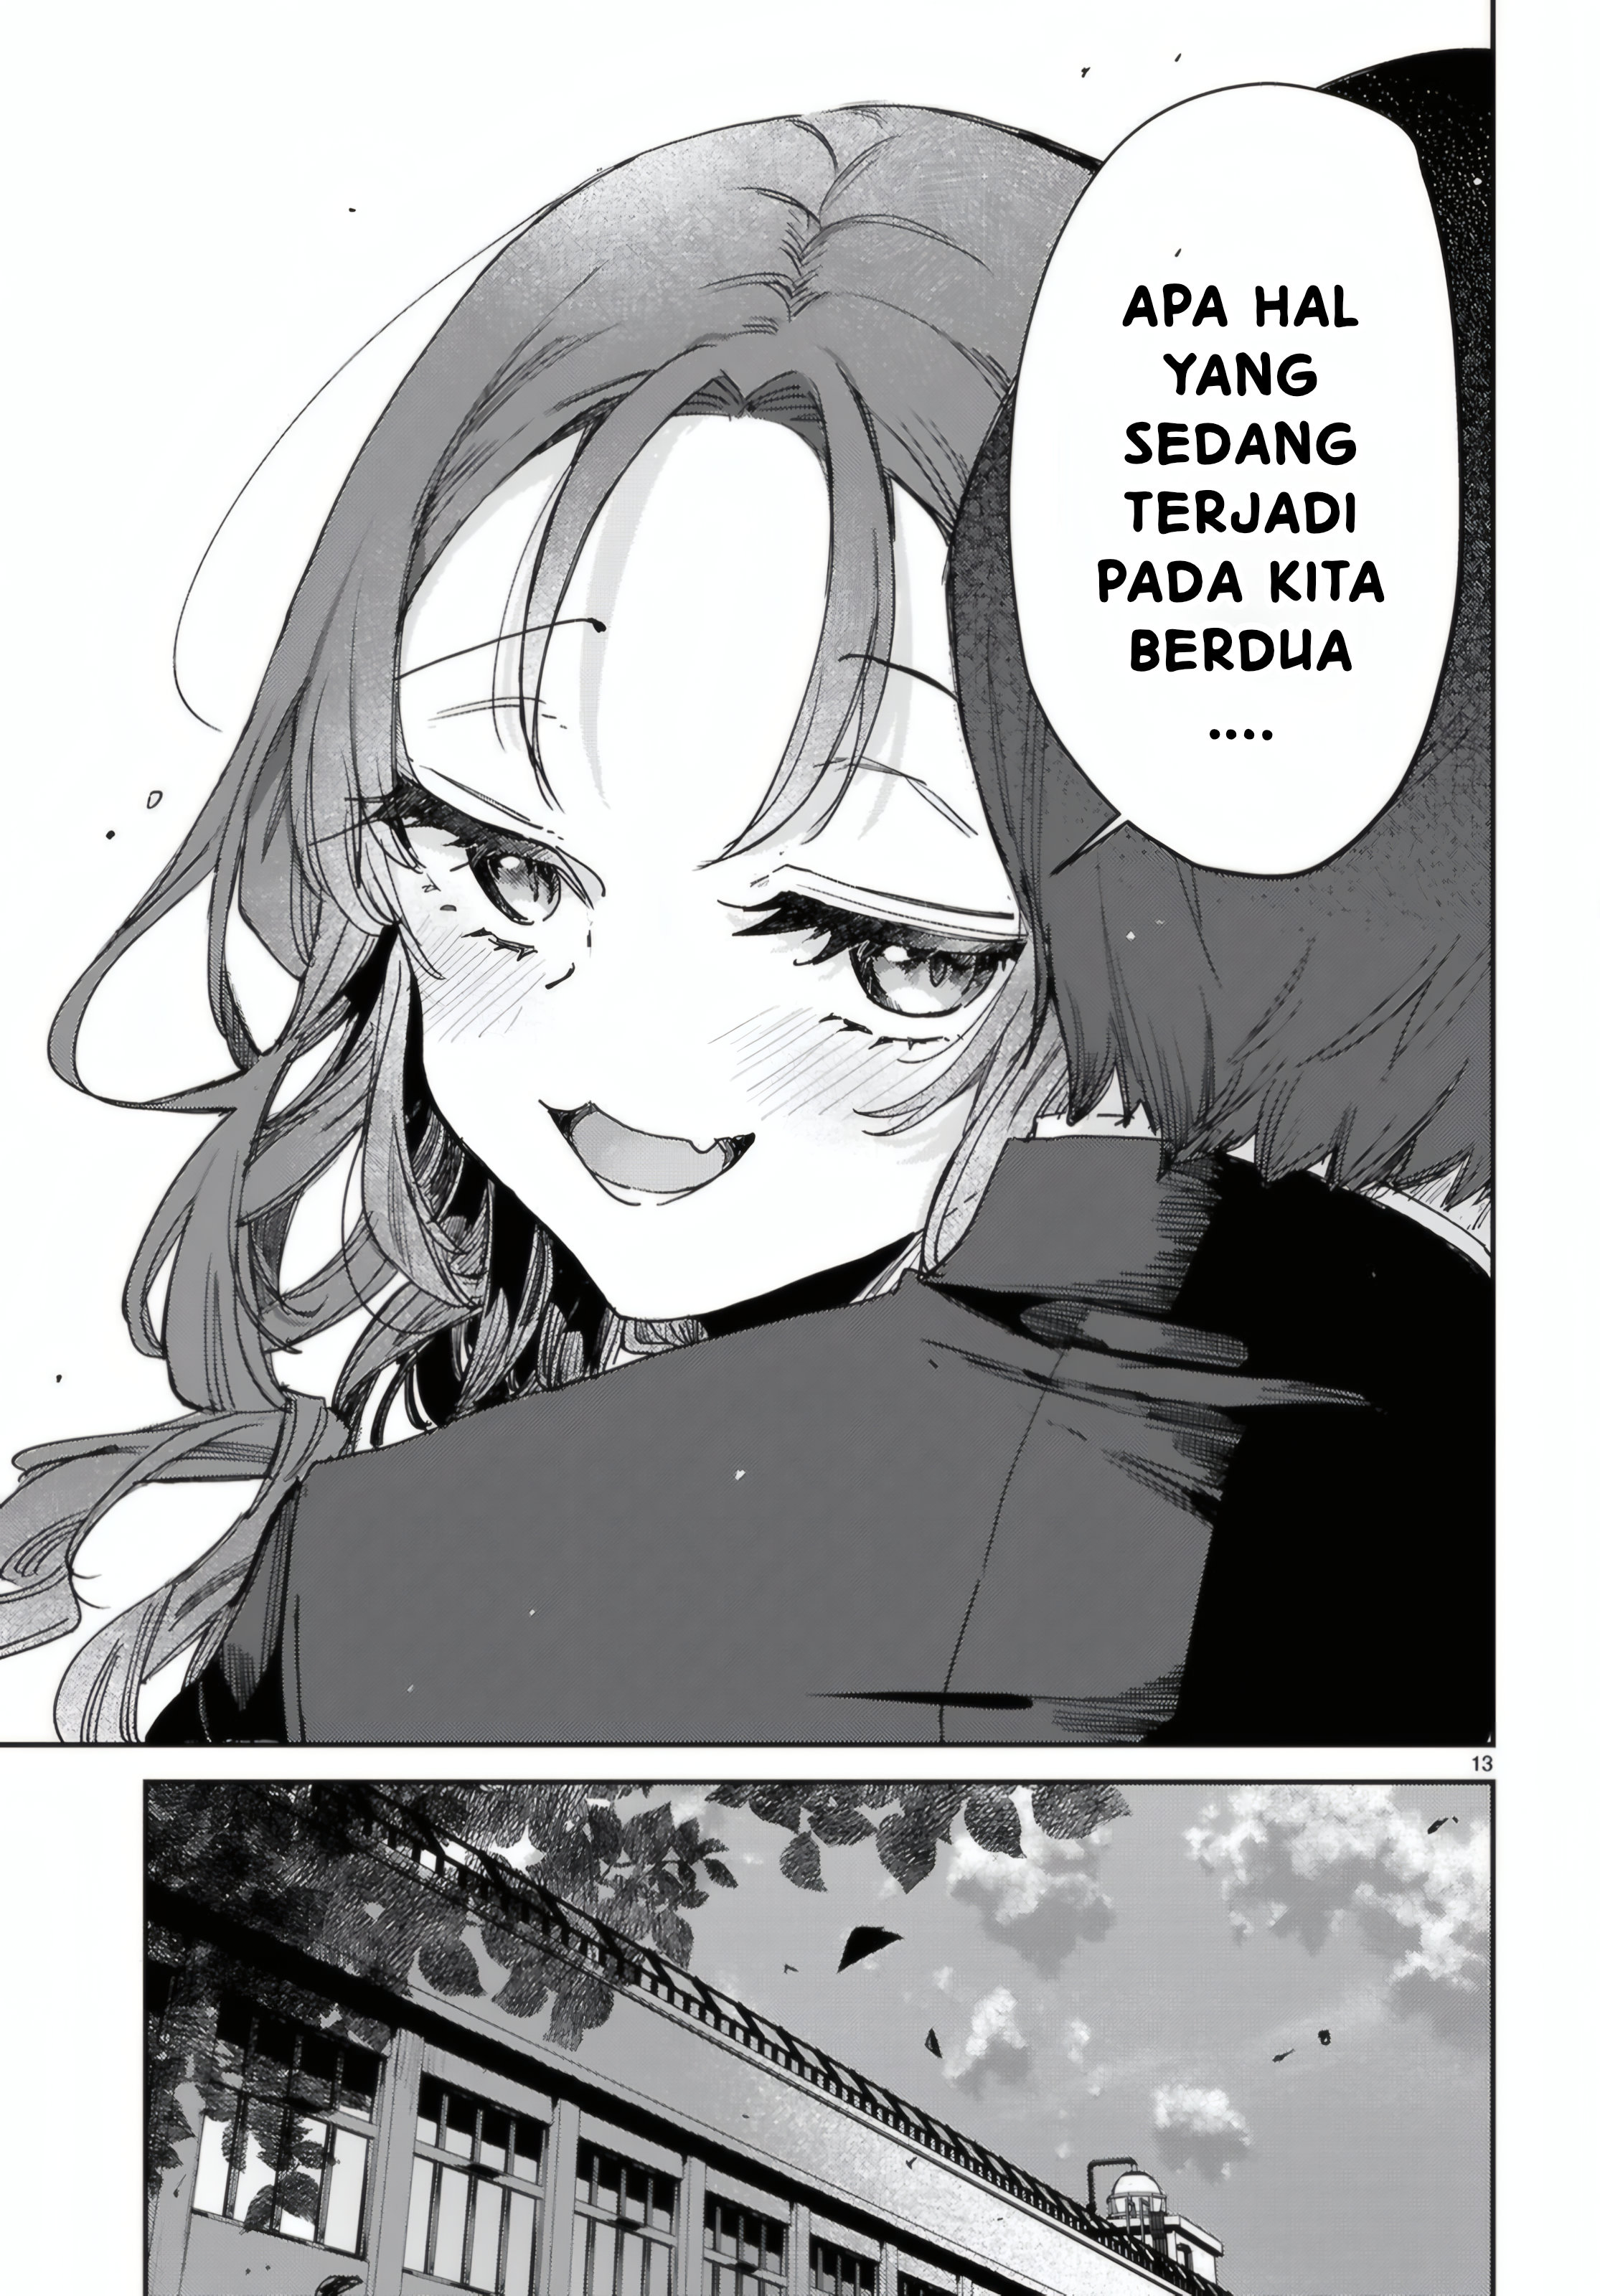 APA HAL
YANG
SEDANG
TERJADI
PADA KITA
BERDUA
....
13